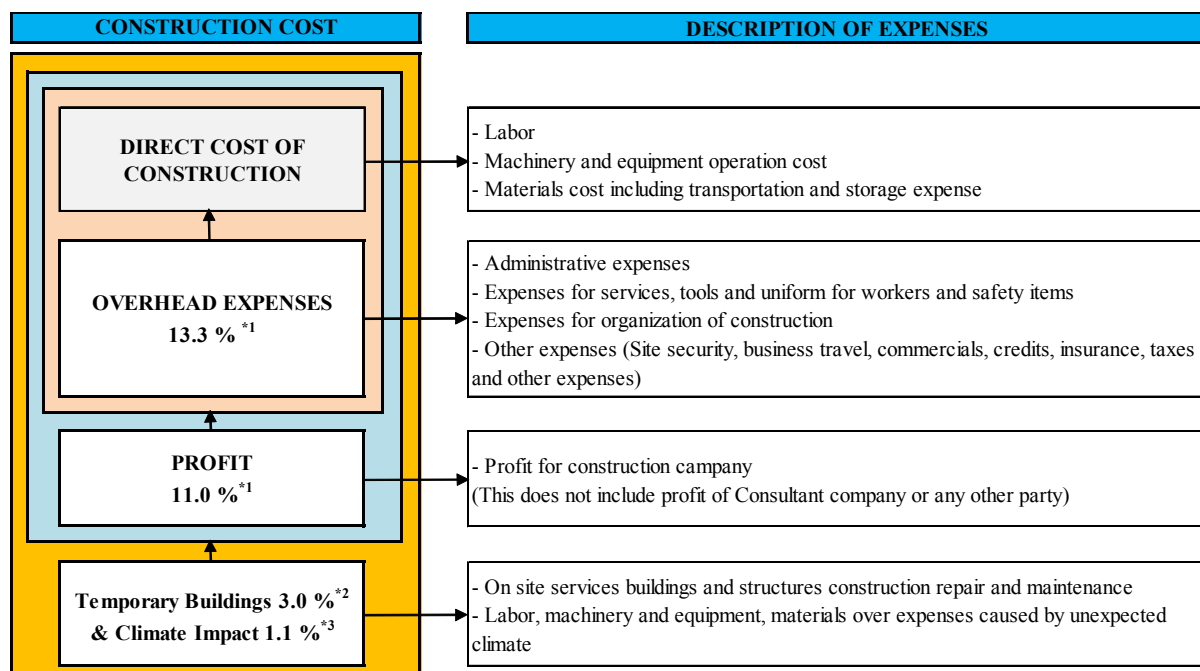 CONSTRUCTION COST
DESCRIPTION OF EXPENSES
DIRECT COST OF
CONSTRUCTION
- Labor
- Machinery and equipment operation cost
- Materials cost including transportation and storage expense
OVERHEAD EXPENSES
13.3 % *1
- Administrative expenses
- Expenses for services, tools and uniform for workers and safety items
- Expenses for organization of construction
- Other expenses (Site security, business travel, commercials, credits, insurance, taxes
and other expenses)
PROFIT
11.0 %*1
- Profit for construction campany
(This does not include profit of Consultant company or any other party)
Temporary Buildings 3.0 %*2
& Climate Impact 1.1 %*3
- On site services buildings and structures construction repair and maintenance
- Labor, machinery and equipment, materials over expenses caused by unexpected
climate